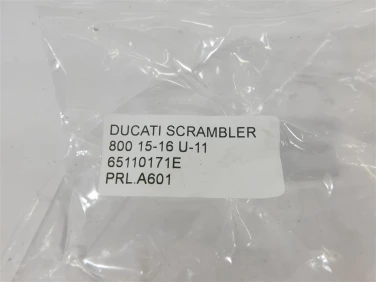 DUCATI SCRAMBLER
800 15-16 U-11
65110171E
PRL.A601